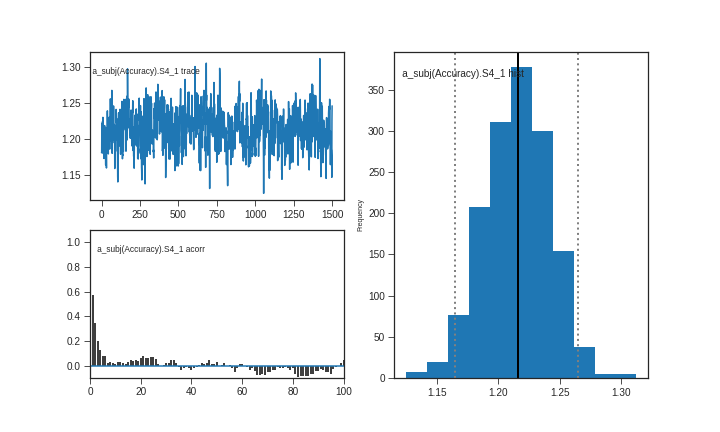 a_subj(Accuracy).S4_1 trace
1.30
1.25
1.20
1.15
0 250 500 750 1000 1250 1500
a_subj(Accuracy).S4_1 acorr
1.0
0.8
0.6
0.4
0.2
0.0
0 20 40 60 80 100
a_subj(Accuracy).S4_1 hist
Frequency
350
300
250
200
150
100
50
0
1.15 1.20 1.25 1.30